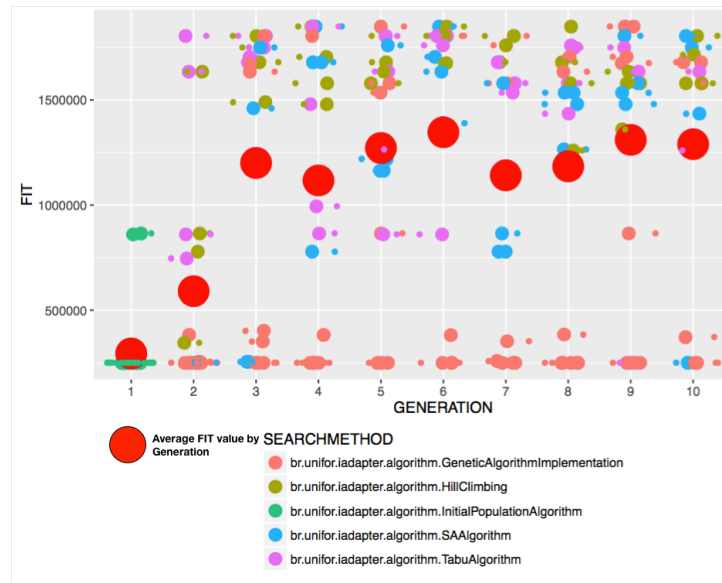 FIT
1500000
1000000
500000
1 2 3 4 5 6 7 8 9 10
GENERATION
Average FIT value by
Generation
SEARCHMETHOD
br.unifor.iadapter.algorithm.GeneticAlgorithmImplementation
br.unifor.iadapter.algorithm.HillClimbing
br.unifor.iadapter.algorithm.InitialPopulationAlgorithm
br.unifor.iadapter.algorithm.SAAlgorithm
br.unifor.iadapter.algorithm.TabuAlgorithm